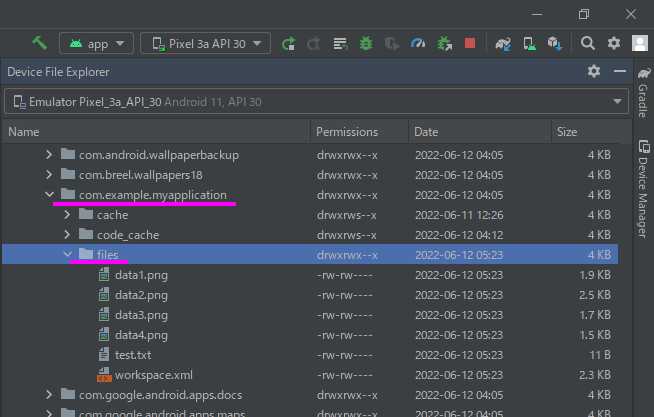 app Pixel 3a API 30
Device File Explorer
Emulator Pixel_3a_API_30 Android 11, API 30
Name Permissions Date Size
com.android.wallpaperbackup drwxrwx--x 2022-06-12 04:05 4 KB
com.breel.wallpapers18 drwxrwx--x 2022-06-12 04:05 4 KB
com.example.myapplication drwxrwx--x 2022-06-12 04:05 4 KB
cache drwxrws--x 2022-06-11 12:26 4 KB
code_cache drwxrws--x 2022-06-12 04:12 4 KB
files drwxrwx--x 2022-06-12 05:23 4 KB
data1.png -rw-rw---- 2022-06-12 05:23 1.9 KB
data2.png -rw-rw---- 2022-06-12 05:23 2.5 KB
data3.png -rw-rw---- 2022-06-12 05:23 1.7 KB
data4.png -rw-rw---- 2022-06-12 05:23 1.5 KB
test.txt -rw-rw---- 2022-06-12 05:23 11 B
workspace.xml -rw-rw---- 2022-06-12 05:23 2.3 KB
com.google.android.apps.docs drwxrwx--x 2022-06-12 04:05 4 KB
com.google.android.apps.maps drwxrwx--x 2022-06-12 04:05 4 KB
Gradle
Device Manager